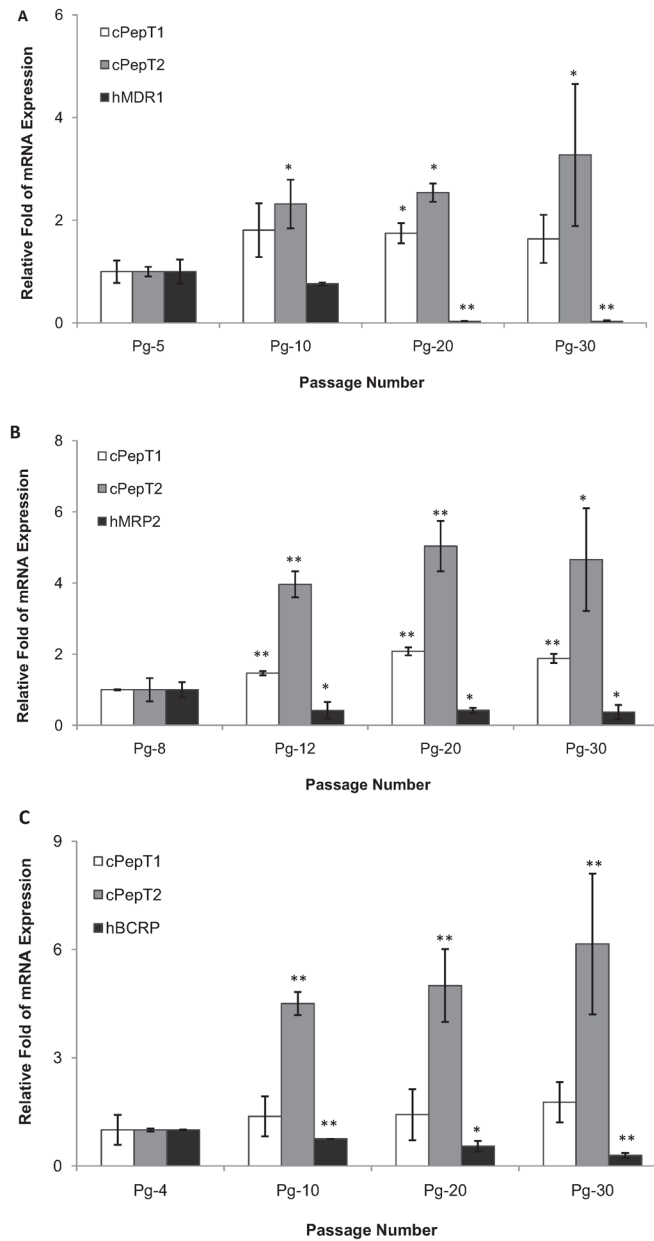 A
6
4
2
0
Relative Fold of mRNA Expression
cPepT1
cPepT2
hMDR1
*
*
*
**
*
**
Pg-5 Pg-10 Pg-20 Pg-30
Passage Number
B
8
6
4
2
0
Relative Fold of mRNA Expression
cPepT1
cPepT2
hMRP2
**
**
*
**
**
*
**
*
*
Pg-8 Pg-12 Pg-20 Pg-30
Passage Number
C
9
6
3
0
Relative Fold of mRNA Expression
cPepT1
cPepT2
hBCRP
**
**
**
*
**
**
Pg-4 Pg-10 Pg-20 Pg-30
Passage Number